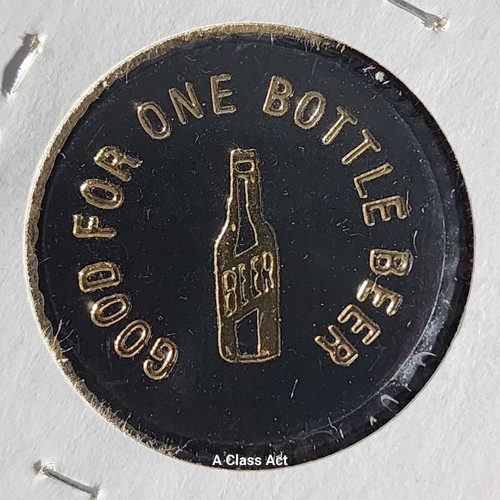 GOOD FOR ONE BOTTLE BEER
BEER
A Class Act